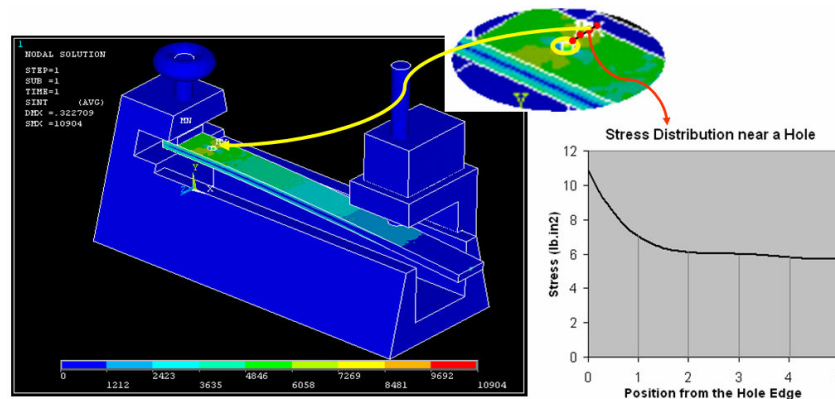 1
NODAL SOLUTION
STEP=1
SUB =1
TIME=1
SINT (AVG)
DMX =.322709
SMX =10904
MN
Y
X
Y
0 1212 2423 3635 4846 6058 7269 8481 9692 10904
Stress Distribution near a Hole
Stress (lb.in2)
12
10
8
6
4
2
0
0 1 2 3 4
Position from the Hole Edge